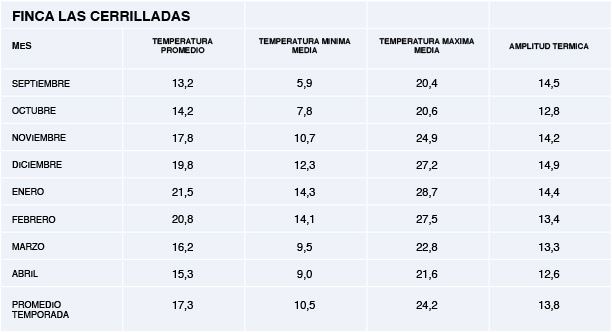 FINCA LAS CERRILLADAS
MES TEMPERATURA PROMEDIO TEMPERATURA MINIMA MEDIA TEMPERATURA MAXIMA MEDIA AMPLITUD TERMICA
SEPTIEMBRE 13,2 5,9 20,4 14,5
OCTUBRE 14,2 7,8 20,6 12,8
NOVIEMBRE 17,8 10,7 24,9 14,2
DICIEMBRE 19,8 12,3 27,2 14,9
ENERO 21,5 14,3 28,7 14,4
FEBRERO 20,8 14,1 27,5 13,4
MARZO 16,2 9,5 22,8 13,3
ABRIL 15,3 9,0 21,6 12,6
PROMEDIO TEMPORADA 17,3 10,5 24,2 13,8